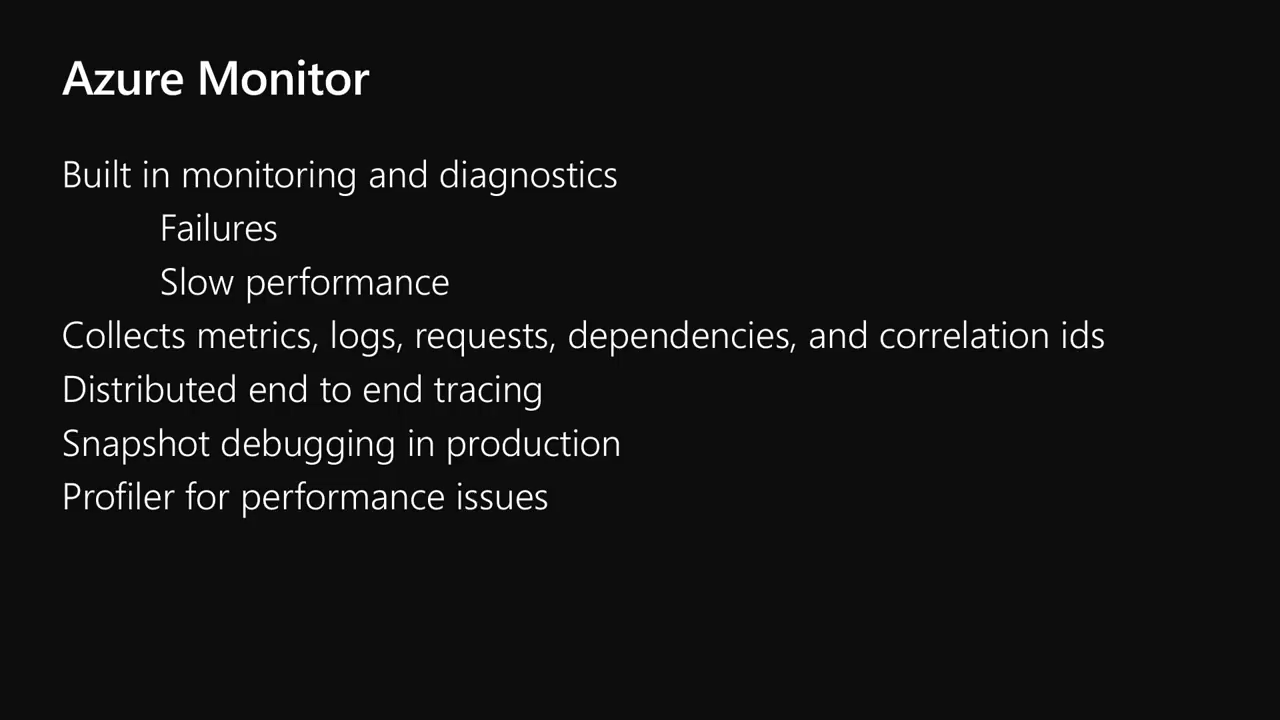 Azure Monitor
Built in monitoring and diagnostics
Failures
Slow performance
Collects metrics, logs, requests, dependencies, and correlation ids
Distributed end to end tracing
Snapshot debugging in production
Profiler for performance issues